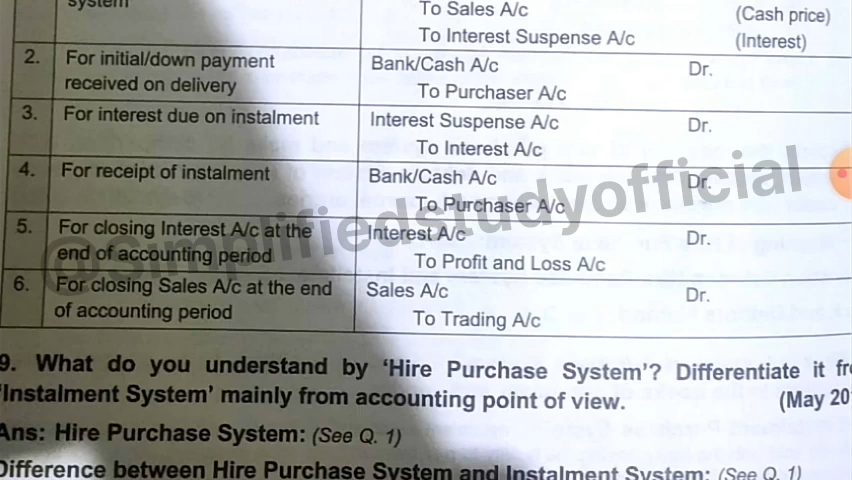 system
To Sales A/c (Cash price)
To Interest Suspense A/c (Interest)
2. For initial/down payment Bank/Cash A/c Dr.
received on delivery To Purchaser A/c
3. For interest due on instalment Interest Suspense A/c Dr.
To Interest A/c
4. For receipt of instalment Bank/Cash A/c Dr.
To Purchaser A/c
5. For closing Interest A/c at the Interest A/c Dr.
end of accounting period To Profit and Loss A/c
6. For closing Sales A/c at the end Sales A/c Dr.
of accounting period To Trading A/c
@simplifiedstudyofficial
9. What do you understand by 'Hire Purchase System'? Differentiate it
'Instalment System' mainly from accounting point of view. (May
Ans: Hire Purchase System: (See Q. 1)
Difference between Hire Purchase System and Instalment System: (See Q. 1)